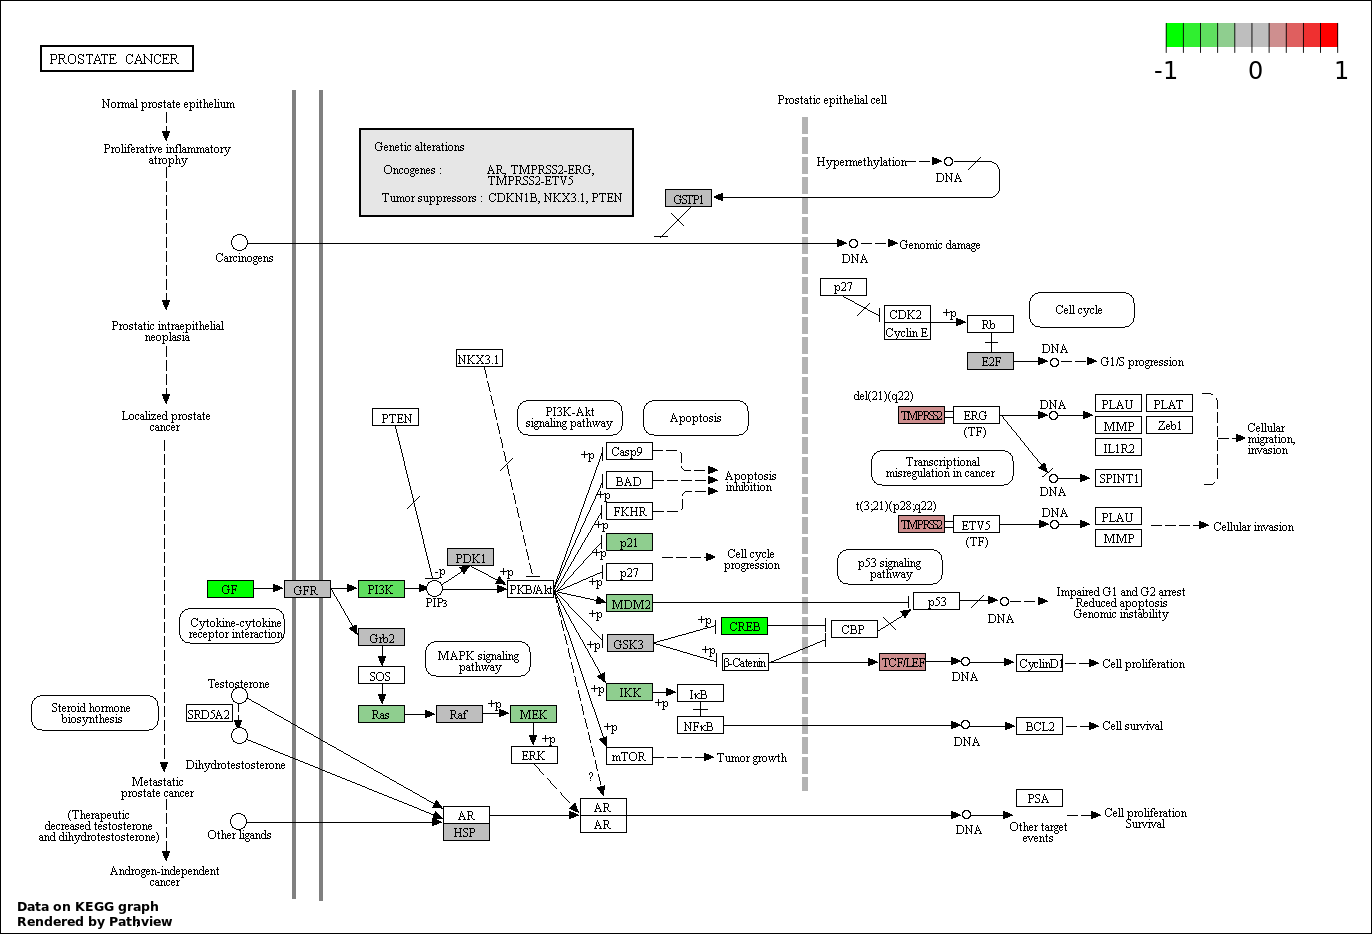 PROSTATE CANCER
-1
0
1
Normal prostate epithelium
Proliferative inflammatory
atrophy
Prostatic intraepithelial
neoplasia
Localized prostate
cancer
Metastatic
prostate cancer
(Therapeutic
decreased testosterone
and dihydrotestosterone)
Androgen-independent
cancer
Genetic alterations
Oncogenes :
AR, TMPRSS2-ERG,
TMPRSS2-ETV5
Tumor suppressors : CDKN1B, NKX3.1, PTEN
Prostatic epithelial cell
Hypermethylation
DNA
GSTP1
Carcinogens
DNA
Genomic damage
p27
CDK2
Cyclin E
+p
Rb
E2F
Cell cycle
DNA
G1/S progression
NKX3.1
PTEN
PI3K-Akt
signaling pathway
Apoptosis
del(21)(q22)
TMPRSS2
ERG
(TF)
DNA
PLAU
PLAT
MMP
Zeb1
IL1R2
Cellular
migration,
invasion
Transcriptional
misregulation in cancer
DNA
SPINT1
t(3;21)(p28;q22)
TMPRSS2
ETV5
(TF)
DNA
PLAU
MMP
Cellular invasion
+p
Casp9
BAD
+p
FKHR
+p
Apoptosis
inhibition
p21
+p
p27
+p
Cell cycle
progression
MDM2
+p
GSK3
+p
IKK
+p
+p
mTOR
+p
Tumor growth
?
GF
GFR
PI3K
PIP3
-p
PDK1
+p
PKB/Akt
Cytokine-cytokine
receptor interaction
Grb2
SOS
Ras
Raf
+p
MEK
+p
ERK
MAPK signaling
pathway
p53 signaling
pathway
p53
DNA
Impaired G1 and G2 arrest
Reduced apoptosis
Genomic instability
+p
CREB
CBP
+p
β-Catenin
TCF/LEF
DNA
CyclinD1
Cell proliferation
IκB
NFκB
DNA
BCL2
Cell survival
Steroid hormone
biosynthesis
Testosterone
SRD5A2
Dihydrotestosterone
Other ligands
AR
HSP
AR
AR
DNA
PSA
Other target
events
Cell proliferation
Survival
Data on KEGG graph
Rendered by Pathview